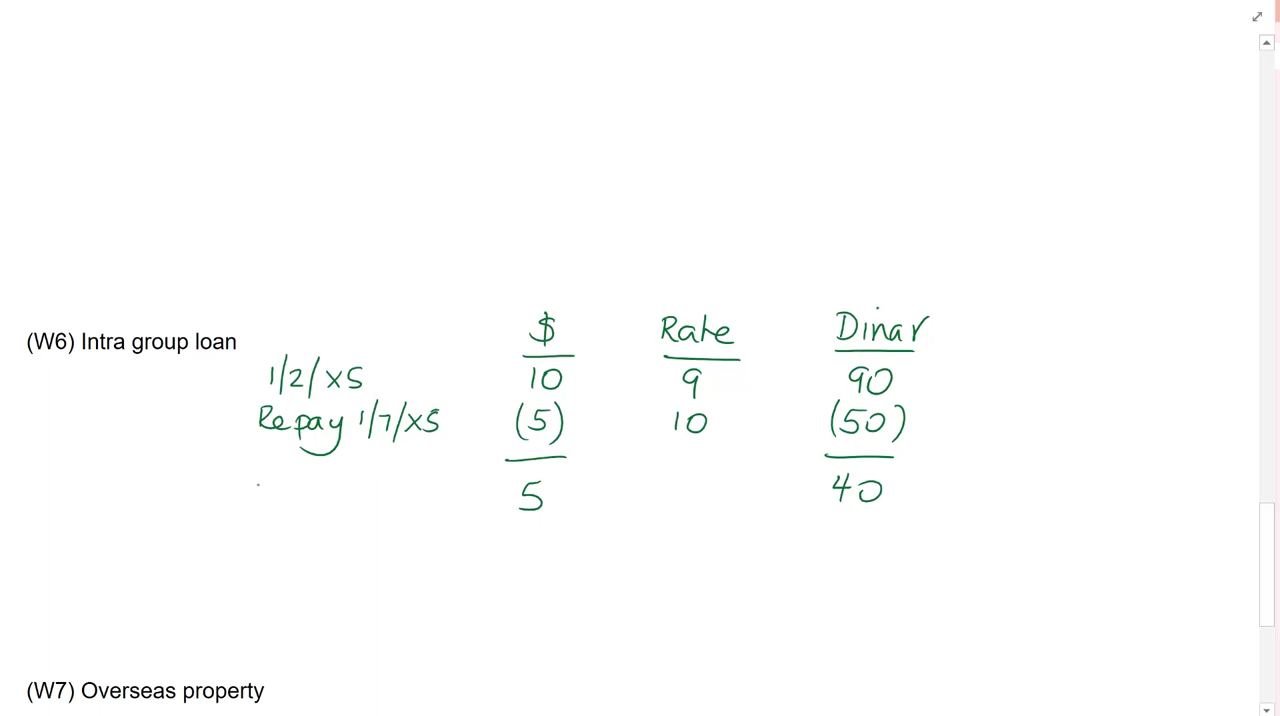 $ Rate Dinar
(W6) Intra group loan
1/2/X5 10 9 90
Repay 1/7/X5 (5) 10 (50)
5 40
(W7) Overseas property